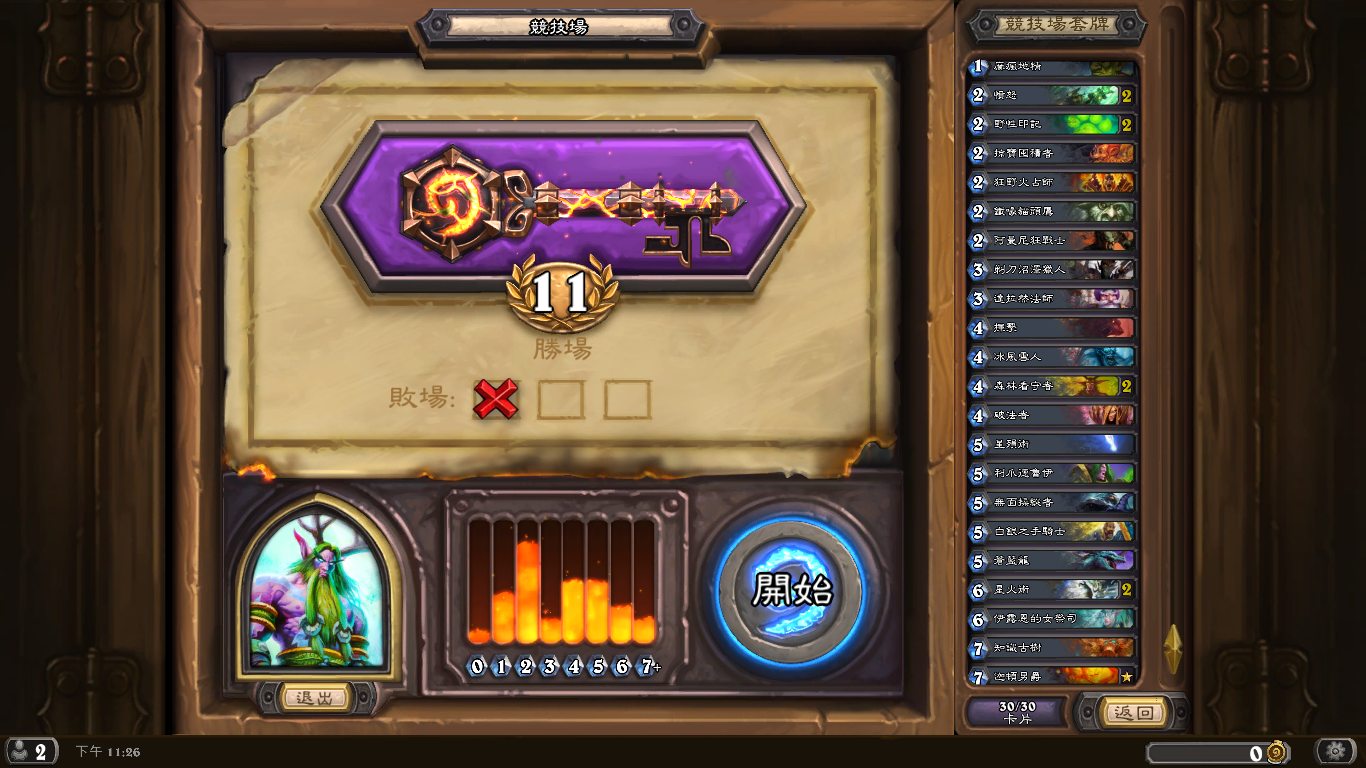 競技場
11
勝場
敗場:
開始
0 1 2 3 4 5 6 7+
退出
2
下午 11:26
競技場套牌
1 麻瘋地精
2 憤怒 2
2 野性印記 2
2 掠寶囤積者
2 狂野火占師
2 鐵喙貓頭鷹
2 阿曼尼狂戰士
3 剃刀沼澤獵人
3 達拉然法師
4 揮擊
4 冰風雪人
4 森林看守者 2
4 破法者
5 星殞術
5 利爪德魯伊
5 無面操縱者
5 白銀之手騎士
5 蒼藍龍
6 星火術 2
6 伊露恩的女祭司
7 知識古樹
7 迦頓男爵
30/30
卡片
返回
0